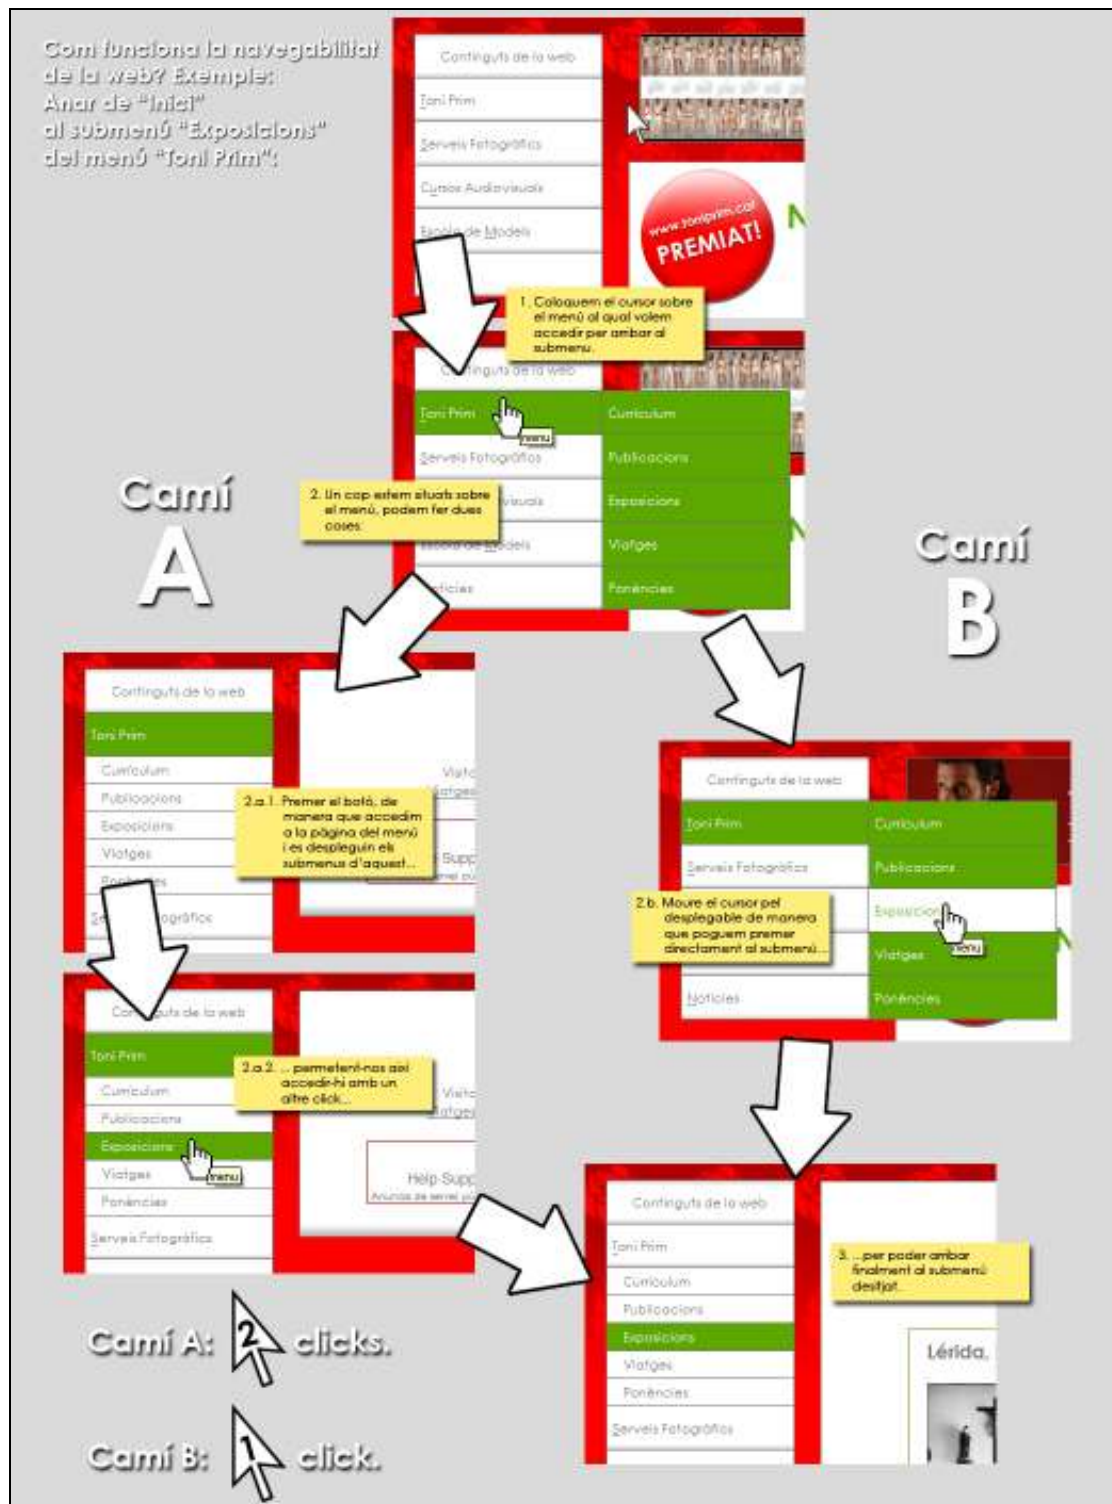 Com funciona la navegabilitat
de la web? Exemple:
Anar de "Inici"
al submenú "Exposicions"
del menú "Toni Prim":
Continguts de la web
Toni Prim
Serveis Fotogràfics
Cursos Audiovisuals
Escola de Models
www.toniprim.cat
PREMIAT!
N
1. Coloquem el cursor sobre
el menú al qual volem
accedir per arribar al
submenu.
Continguts de la web
Toni Prim
menu
Currículum
Serveis Fotogràfics
Publicacions
2. Un cop estem situats sobre
el menú, podem fer dues
coses:
Exposicions
Escola de Models
Viatges
Notícies
Ponències
Camí
A
Camí
B
Continguts de la web
Toni Prim
Currículum
Publicacions
Exposicions
Viatges
Ponències
Visita
Viatges
Supp
2.a.1. Premer el botó, de
manera que accedim
a la pàgina del menú
i es despleguin els
submenus d'aquest...
Continguts de la web
Toni Prim
Currículum
Serveis Fotogràfics
Publicacions
Exposicions
menu
Viatges
Notícies
Ponències
2.b. Moure el cursor pel
desplegable de manera
que poguem premer
directament al submenú...
Continguts de la web
Toni Prim
Currículum
Publicacions
Exposicions
menu
Viatges
Ponències
Serveis Fotogràfics
2.a.2. ... permetent-nos així
accedir-hi amb un
altre click...
Help Supp
Continguts de la web
Toni Prim
Currículum
Publicacions
Exposicions
Viatges
Ponències
Serveis Fotogràfics
3. ...per poder arribar
finalment al submenú
desitjat...
Lérida,
Camí A: 2 clicks.
Camí B: 1 click.